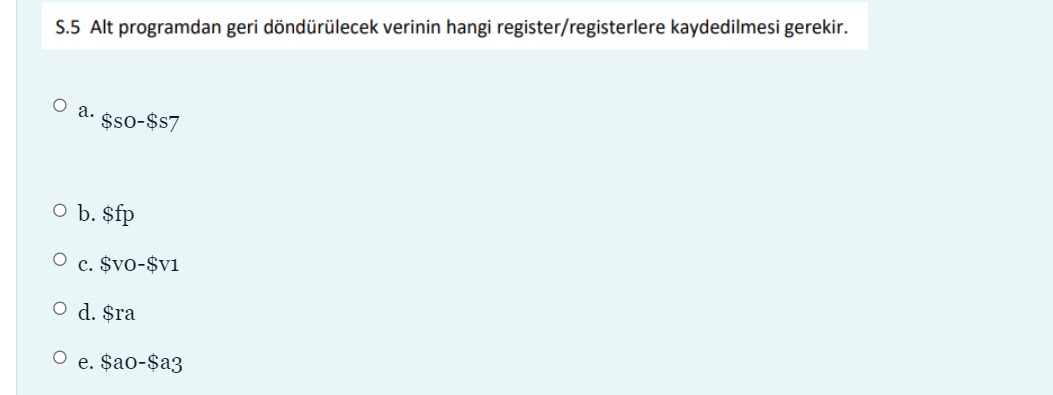 S.5 Alt programdan geri döndürülecek verinin hangi register/registerlere kaydedilmesi gerekir.
a. $s0-$s7
b. $fp
c. $v0-$v1
d. $ra
e. $a0-$a3